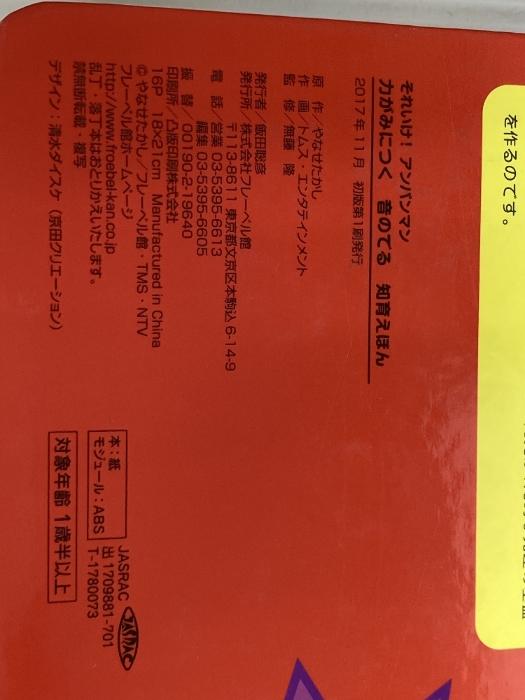 それいけ！アンパンマン
力がみにつく 音のでる 知育えほん
2017年11月 初版第1刷発行
原 作／やなせたかし
作 画／トムス・エンタテインメント
監 修／無藤 隆
発行者／飯田聡彦
発行所／株式会社フレーベル館
〒113-8611 東京都文京区本駒込 6-14-9
電 話／営業 03-5395-6613
編集 03-5395-6605
振 替／00190-2-19640
印刷所／凸版印刷株式会社
16P 18×21cm Manufactured in China
©やなせたかし／フレーベル館・TMS・NTV
フレーベル館ホームページ
http://www.froebel-kan.co.jp
乱丁・落丁本はおとりかえいたします。
禁無断転載・複写
デザイン：清水ダイスケ（京田クリエーション）
本：紙
モジュール：ABS
対象年齢 1歳半以上
JASRAC
出 1709881-701
T-1780073
JASRAC
を作るのです。